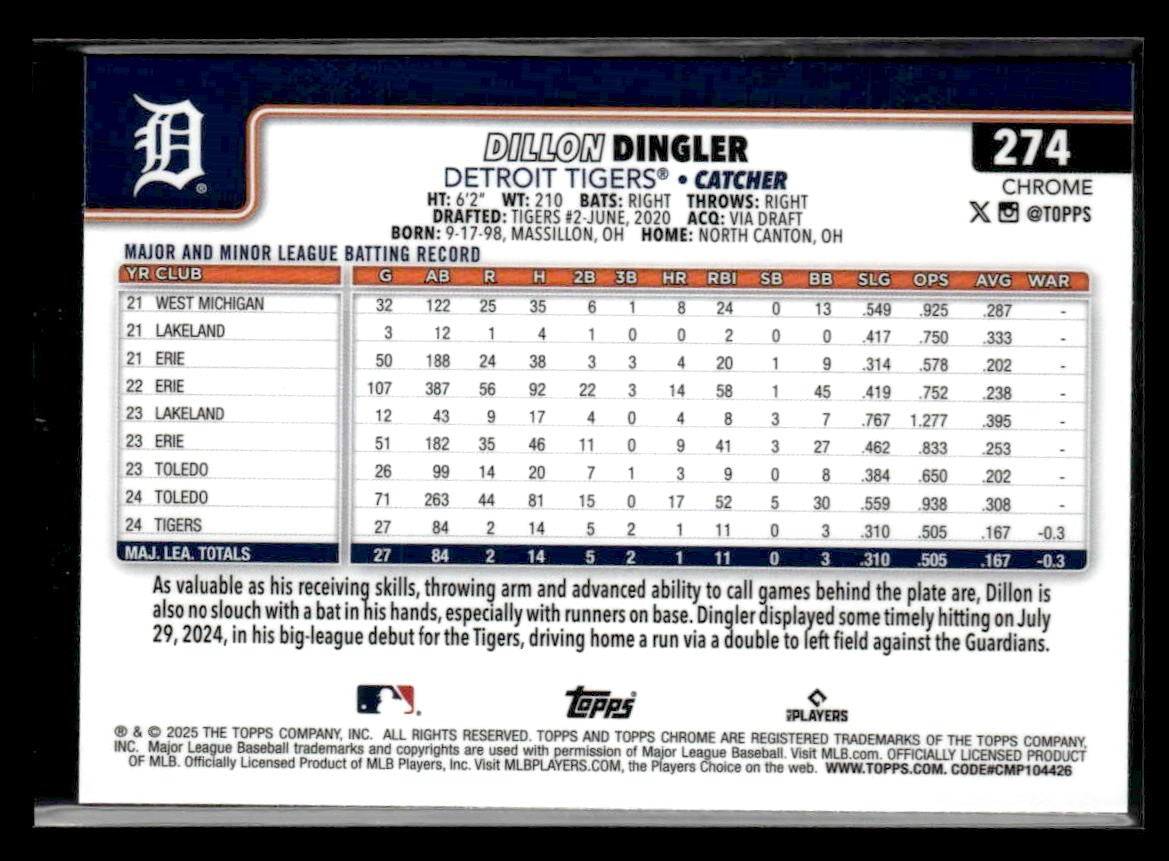 D®
DILLON DINGLER
274
DETROIT TIGERS® • CATCHER
CHROME
HT: 6'2" WT: 210 BATS: RIGHT THROWS: RIGHT
X @TOPPS
DRAFTED: TIGERS #2-JUNE, 2020 ACQ: VIA DRAFT
BORN: 9-17-98, MASSILLON, OH HOME: NORTH CANTON, OH
MAJOR AND MINOR LEAGUE BATTING RECORD
YR CLUB G AB R H 2B 3B HR RBI SB BB SLG OPS AVG WAR
21 WEST MICHIGAN 32 122 25 35 6 1 8 24 0 13 .549 .925 .287 -
21 LAKELAND 3 12 1 4 1 0 0 2 0 0 .417 .750 .333 -
21 ERIE 50 188 24 38 3 3 4 20 1 9 .314 .578 .202 -
22 ERIE 107 387 56 92 22 3 14 58 1 45 .419 .752 .238 -
23 LAKELAND 12 43 9 17 4 0 4 8 3 7 .767 1.277 .395 -
23 ERIE 51 182 35 46 11 0 9 41 3 27 .462 .833 .253 -
23 TOLEDO 26 99 14 20 7 1 3 9 0 8 .384 .650 .202 -
24 TOLEDO 71 263 44 81 15 0 17 52 5 30 .559 .938 .308 -
24 TIGERS 27 84 2 14 5 2 1 11 0 3 .310 .505 .167 -0.3
MAJ. LEA. TOTALS 27 84 2 14 5 2 1 11 0 3 .310 .505 .167 -0.3
As valuable as his receiving skills, throwing arm and advanced ability to call games behind the plate are, Dillon is
also no slouch with a bat in his hands, especially with runners on base. Dingler displayed some timely hitting on July
29, 2024, in his big-league debut for the Tigers, driving home a run via a double to left field against the Guardians.
topps®
PLAYERS
® & © 2025 THE TOPPS COMPANY, INC. ALL RIGHTS RESERVED. TOPPS AND TOPPS CHROME ARE REGISTERED TRADEMARKS OF THE TOPPS COMPANY,
INC. Major League Baseball trademarks and copyrights are used with permission of Major League Baseball. Visit MLB.com. OFFICIALLY LICENSED PRODUCT
OF MLB. Officially Licensed Product of MLB Players, Inc. Visit MLBPLAYERS.COM, the Players Choice on the web. WWW.TOPPS.COM. CODE#CMP104426